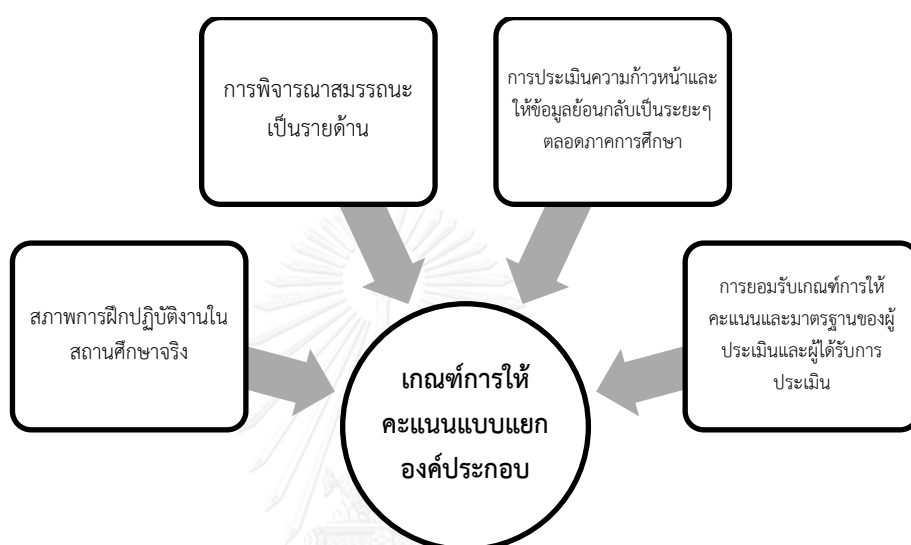 การพิจารณาสมรรถนะ
เป็นรายด้าน
การประเมินความก้าวหน้าและ
ให้ข้อมูลย้อนกลับเป็นระยะๆ
ตลอดภาคการศึกษา
สภาพการฝึกปฏิบัติงานใน
สถานศึกษาจริง
การยอมรับเกณฑ์การให้
คะแนนและมาตรฐานของผู้
ประเมินและผู้ได้รับการ
ประเมิน
เกณฑ์การให้
คะแนนแบบแยก
องค์ประกอบ